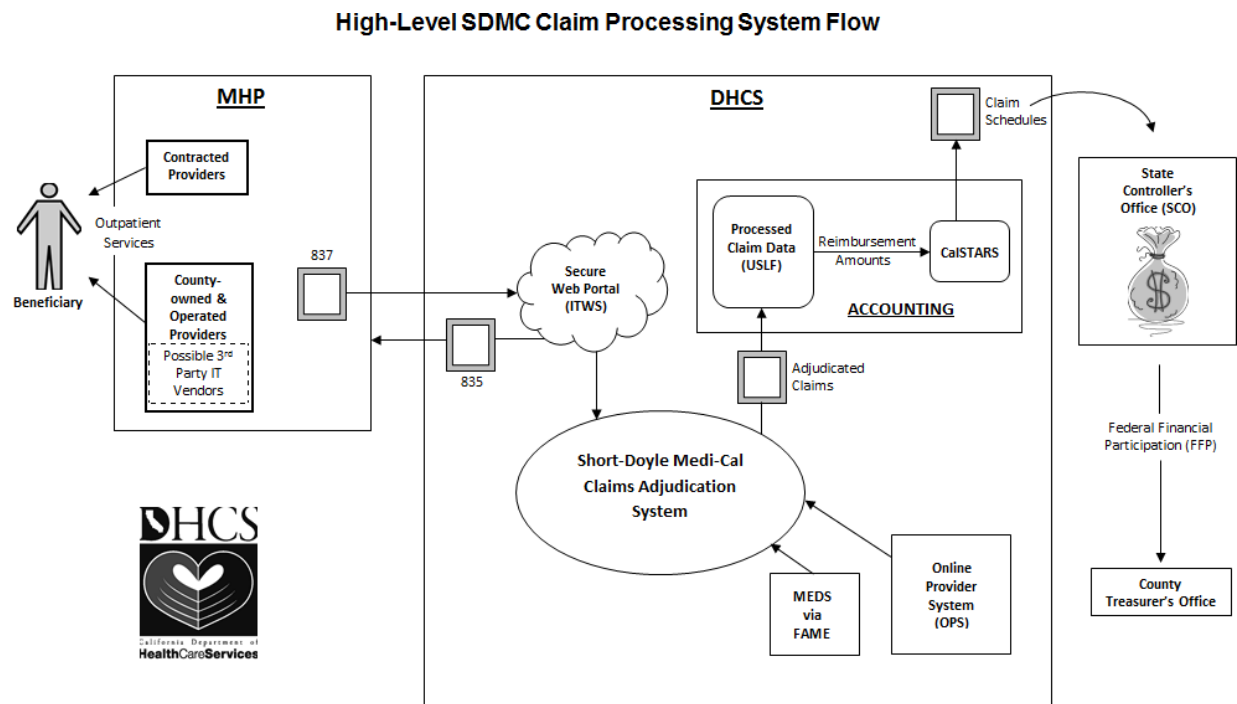 High-Level SDMC Claim Processing System Flow
MHP
Contracted
Providers
Outpatient
Services
Beneficiary
County-
owned &
Operated
Providers
Possible 3rd
Party IT
Vendors
837
835
DHCS
Secure
Web Portal
(ITWS)
Claim
Schedules
Processed
Claim Data
(USLF)
Reimbursement
Amounts
CalSTARS
ACCOUNTING
Adjudicated
Claims
Short-Doyle Medi-Cal
Claims Adjudication
System
MEDS
via
FAME
Online
Provider
System
(OPS)
State
Controller's
Office (SCO)
$
Federal Financial
Participation (FFP)
County
Treasurer's Office
DHCS
California Department of
HealthCareServices